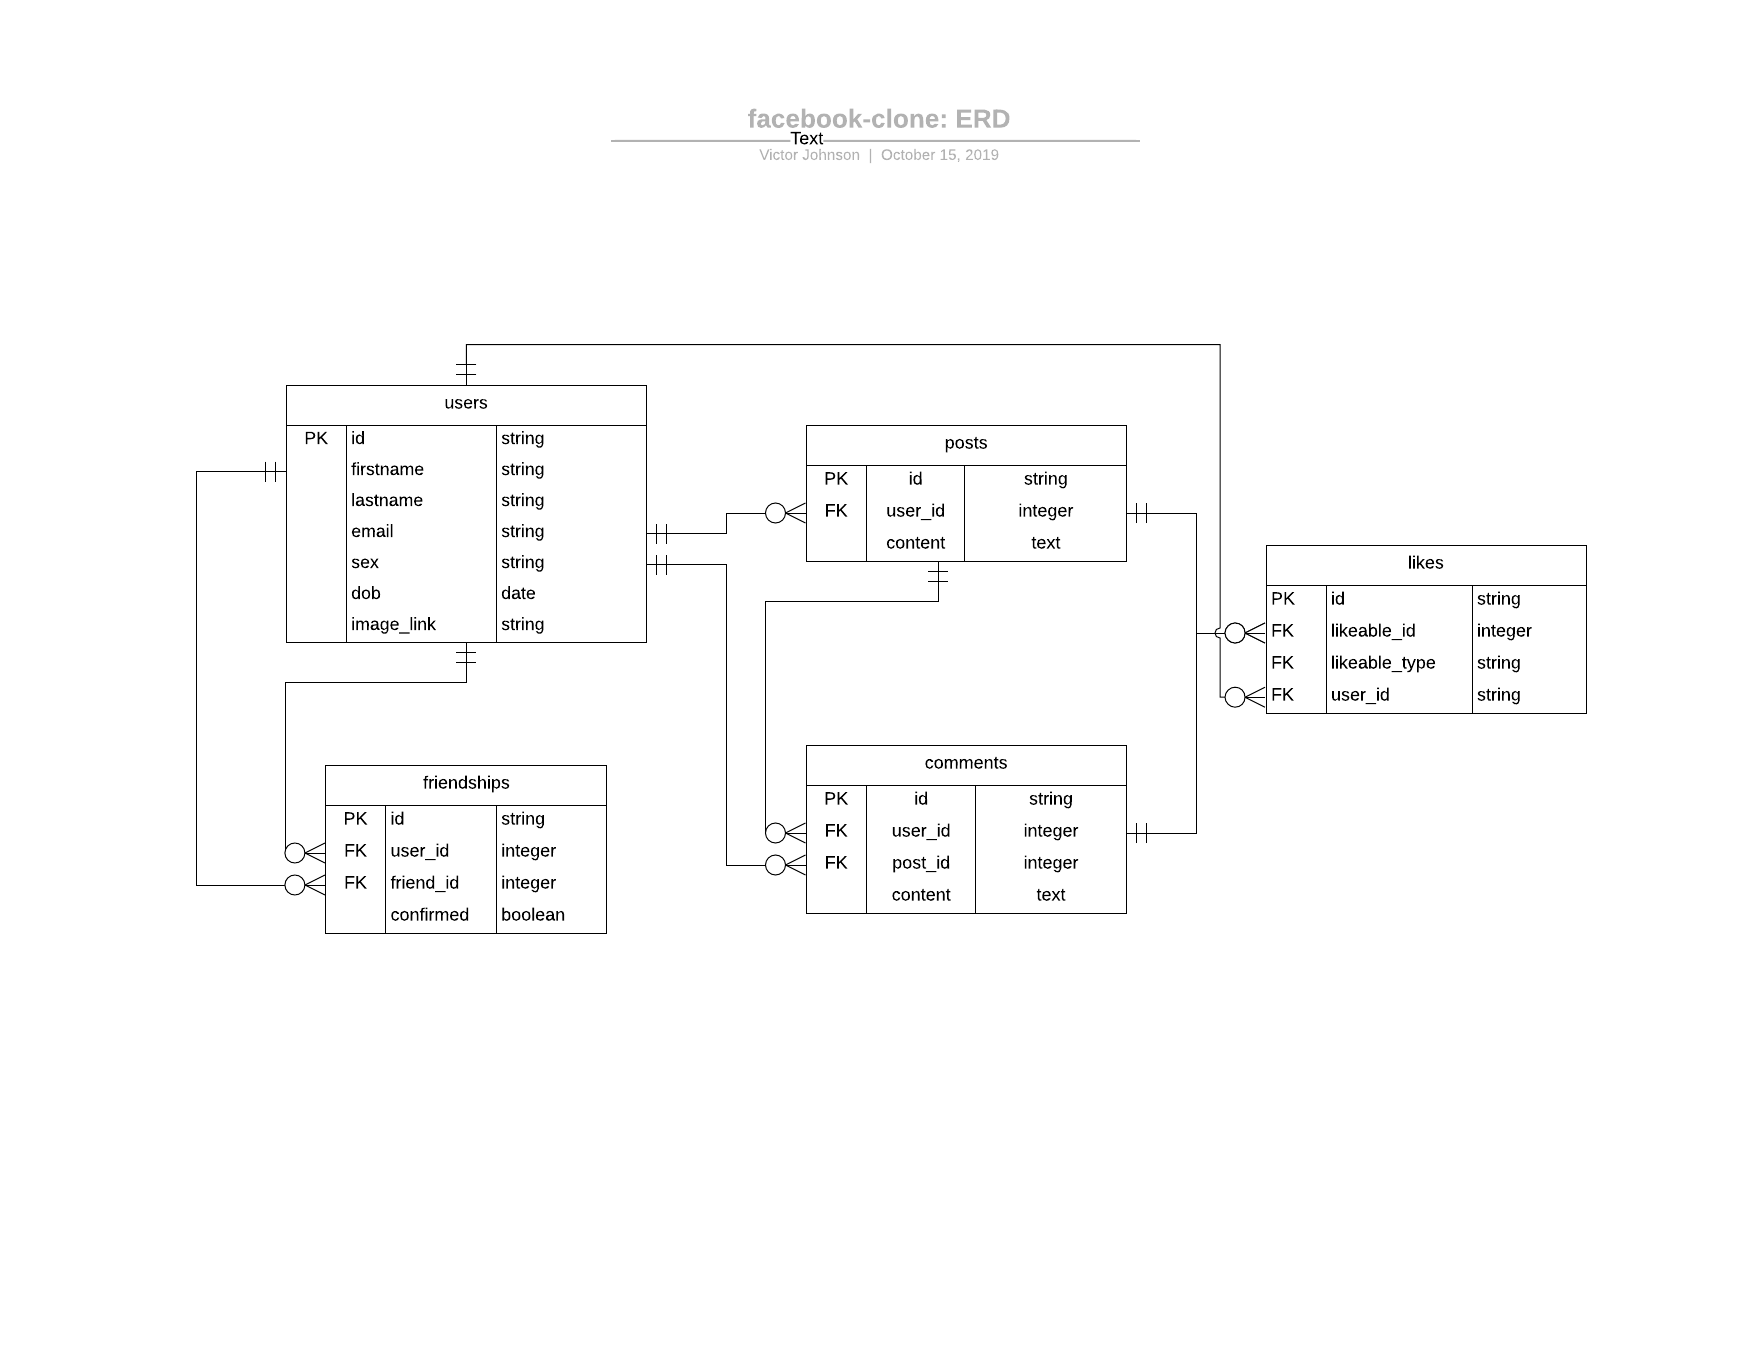 facebook-clone: ERD
Text
Victor Johnson | October 15, 2019
users
PK id string
firstname string
lastname string
email string
sex string
dob date
image_link string
posts
PK id string
FK user_id integer
content text
likes
PK id string
FK likeable_id integer
FK likeable_type string
FK user_id string
friendships
PK id string
FK user_id integer
FK friend_id integer
confirmed boolean
comments
PK id string
FK user_id integer
FK post_id integer
content text